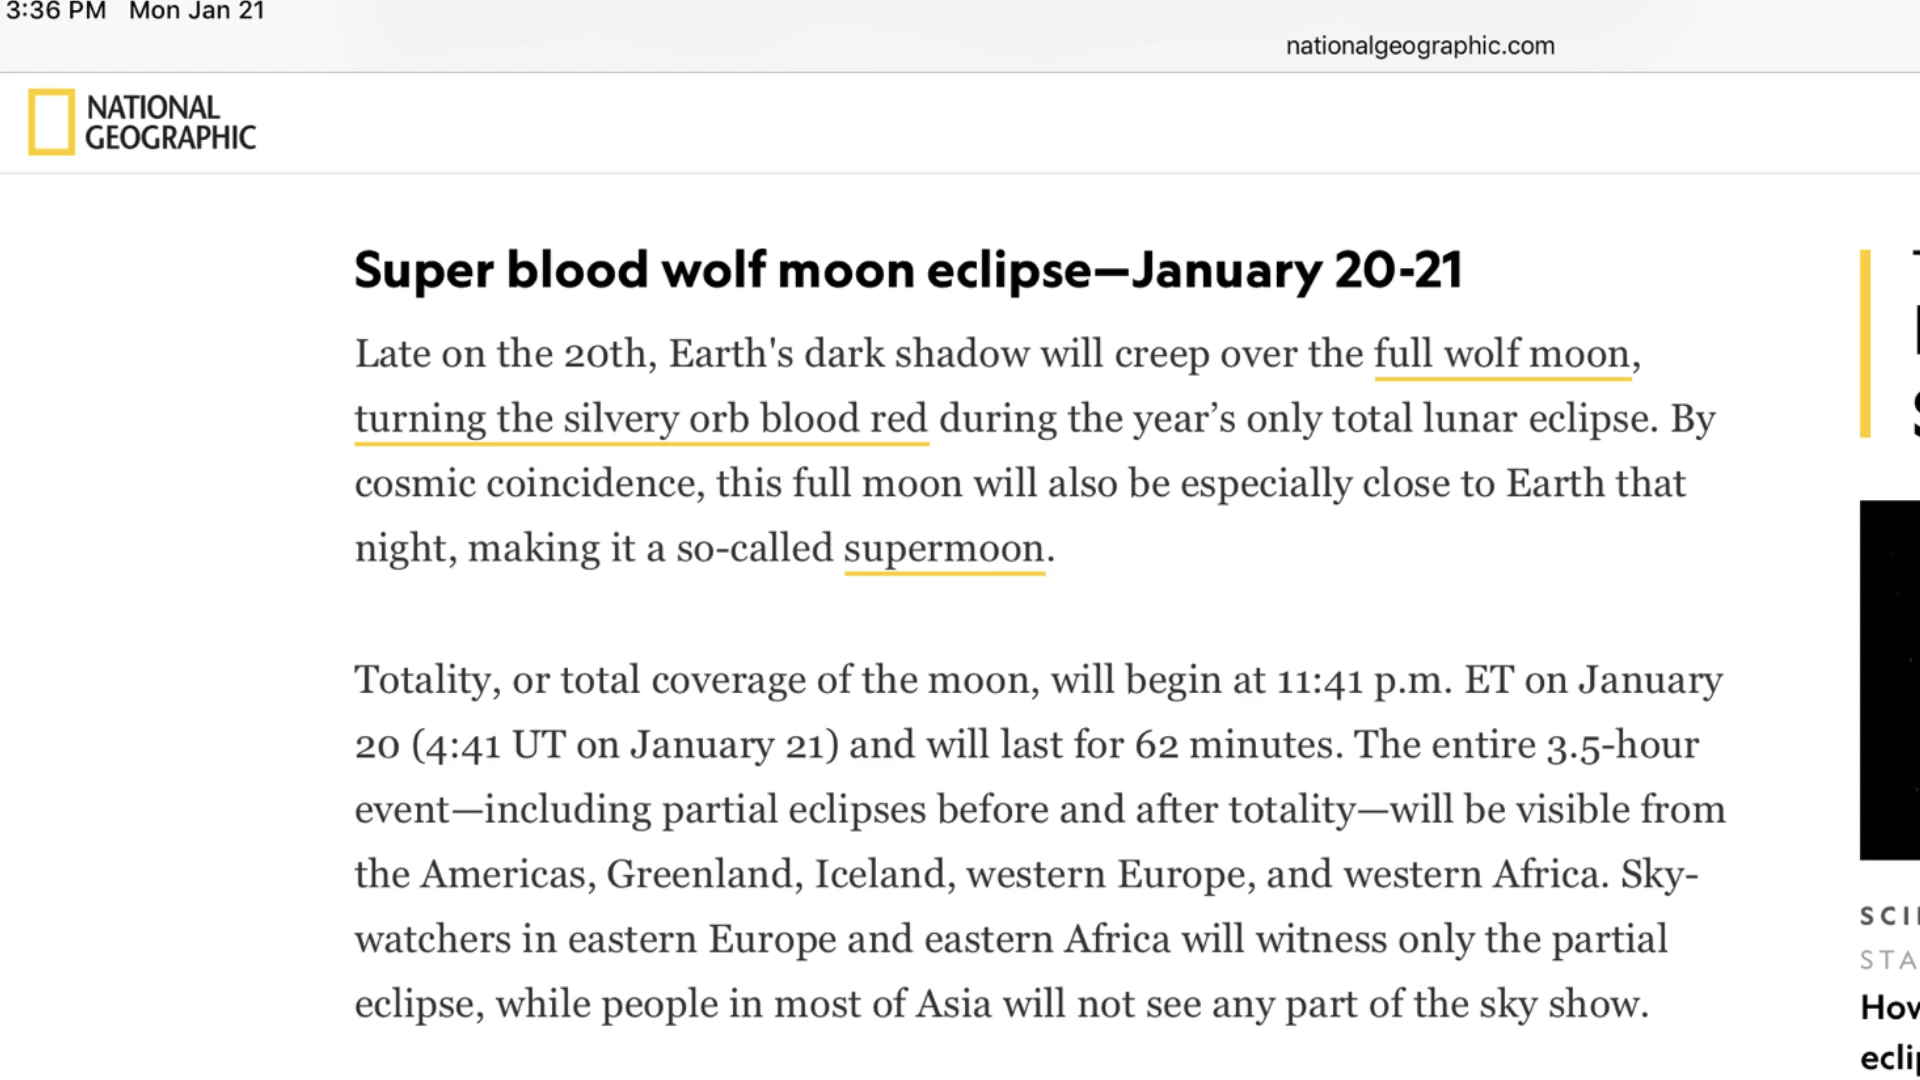 3:36 PM Mon Jan 21
nationalgeographic.com
NATIONAL
GEOGRAPHIC
Super blood wolf moon eclipse—January 20-21
Late on the 20th, Earth's dark shadow will creep over the full wolf moon,
turning the silvery orb blood red during the year’s only total lunar eclipse. By
cosmic coincidence, this full moon will also be especially close to Earth that
night, making it a so-called supermoon.
Totality, or total coverage of the moon, will begin at 11:41 p.m. ET on January
20 (4:41 UT on January 21) and will last for 62 minutes. The entire 3.5-hour
event—including partial eclipses before and after totality—will be visible from
the Americas, Greenland, Iceland, western Europe, and western Africa. Sky-
watchers in eastern Europe and eastern Africa will witness only the partial
eclipse, while people in most of Asia will not see any part of the sky show.